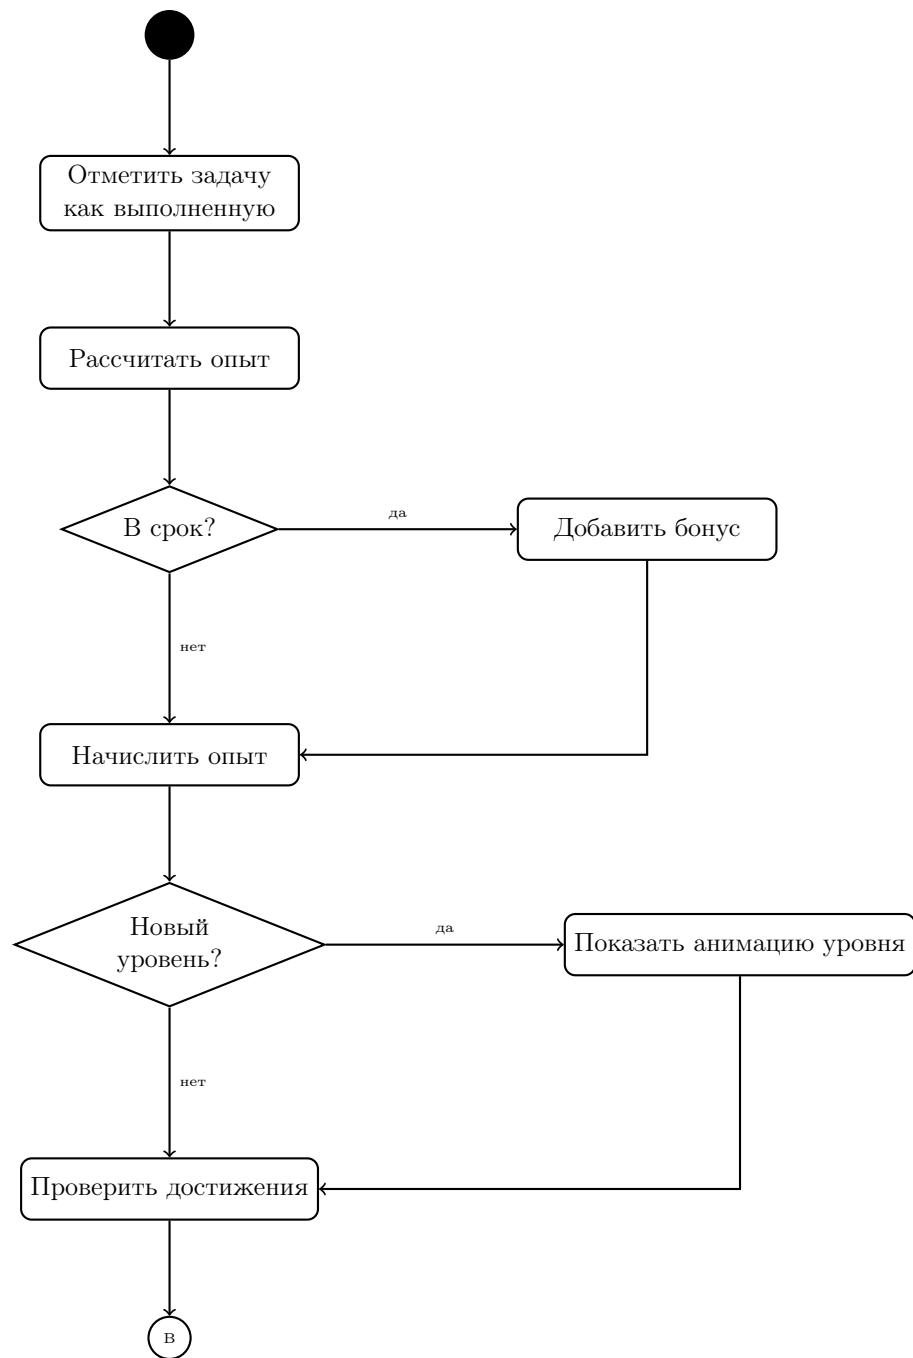 Отметить задачу
как выполненную
Рассчитать опыт
В срок?
да
Добавить бонус
нет
Начислить опыт
Новый
уровень?
да
Показать анимацию уровня
нет
Проверить достижения
в